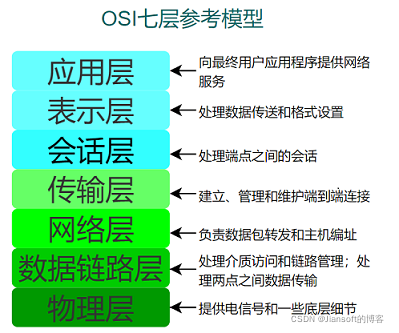 OSI七层参考模型
应用层
向最终用户应用程序提供网络
服务
表示层
处理数据传送和格式设置
会话层
处理端点之间的会话
传输层
建立、管理和维护端到端连接
网络层
负责数据包转发和主机编址
数据链路层
处理介质访问和链路管理；处
理两点之间数据传输
物理层
提供电信号和一些底层细节
CSDN @Jiansoft的博客